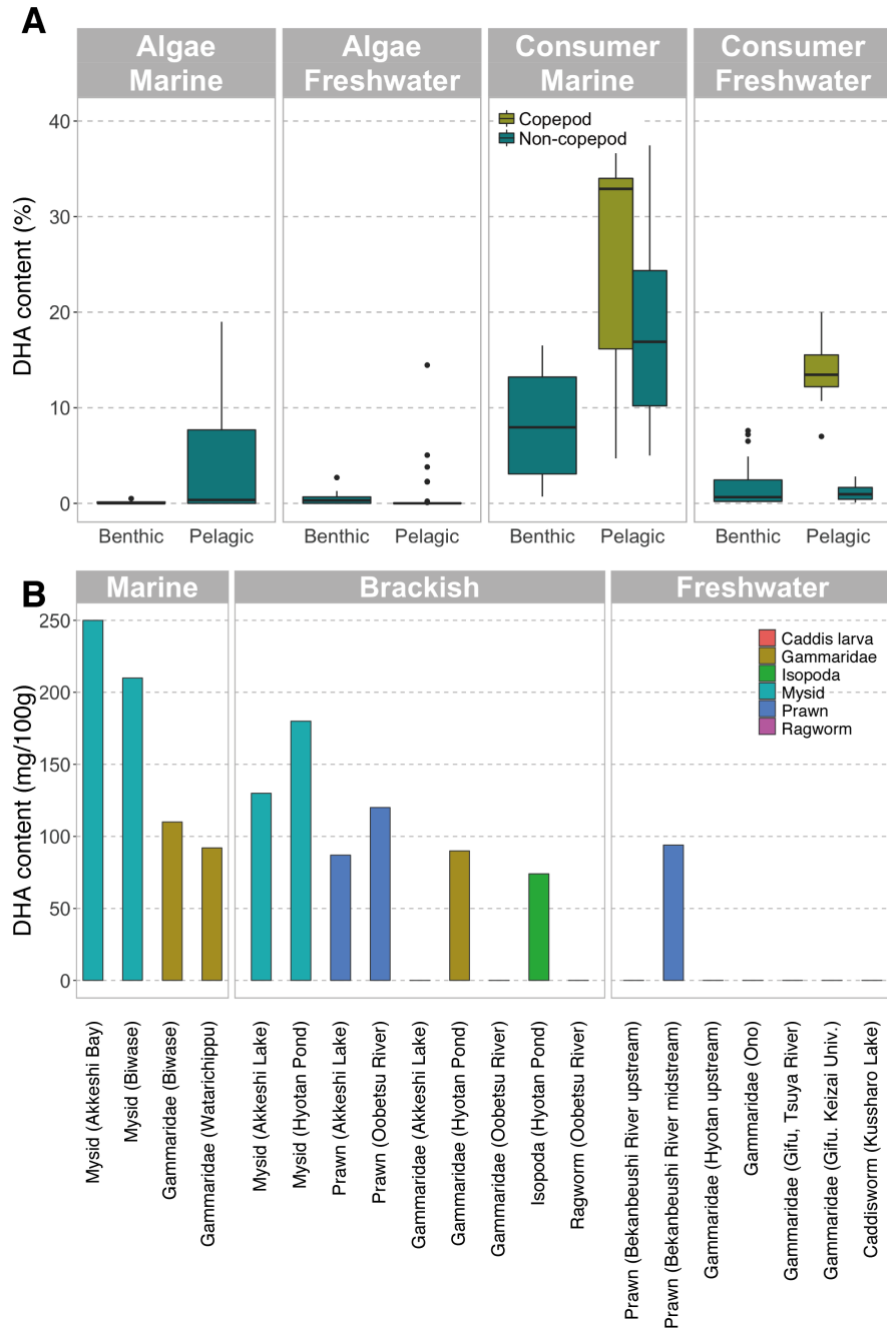 A
Algae
Marine
Algae
Freshwater
Consumer
Marine
Consumer
Freshwater
DHA content (%)
40
30
20
10
0
Copepod
Non-copepod
Benthic
Pelagic
Benthic
Pelagic
Benthic
Pelagic
Benthic
Pelagic
B
Marine
Brackish
Freshwater
DHA content (mg/100g)
250
200
150
100
50
0
Caddis larva
Gammaridae
Isopoda
Mysid
Prawn
Ragworm
Mysid (Akkeshi Bay)
Mysid (Biwase)
Gammaridae (Biwase)
Gammaridae (Watarichippu)
Mysid (Akkeshi Lake)
Mysid (Hyotan Pond)
Prawn (Akkeshi Lake)
Prawn (Oobetsu River)
Gammaridae (Akkeshi Lake)
Gammaridae (Hyotan Pond)
Gammaridae (Oobetsu River)
Isopoda (Hyotan Pond)
Ragworm (Oobetsu River)
Prawn (Bekanbeushi River upstream)
Prawn (Bekanbeushi River midstream)
Gammaridae (Hyotan upstream)
Gammaridae (Ono)
Gammaridae (Gifu, Tsuya River)
Gammaridae (Gifu. Keizai Univ.)
Caddisworm (Kussharo Lake)